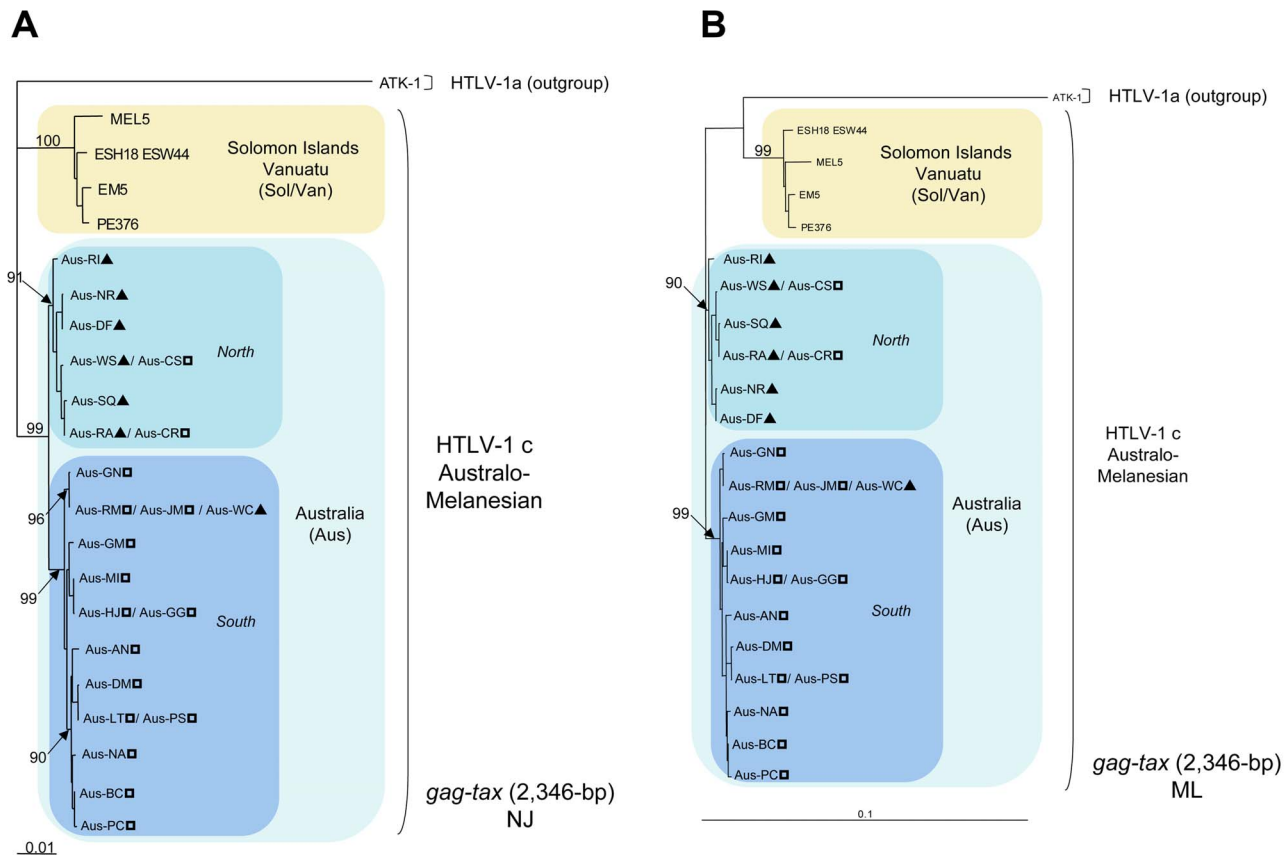 A
ATK-1 HTLV-1a (outgroup)
MEL5
100
ESH18 ESW44
EM5
PE376
Solomon Islands
Vanuatu
(Sol/Van)
Aus-RI▲
91
Aus-NR▲
Aus-DF▲
Aus-WS▲/ Aus-CS□
North
Aus-SQ▲
Aus-RA▲/ Aus-CR□
99
Aus-GN□
96
Aus-RM□/ Aus-JM□ / Aus-WC▲
Aus-GM□
Aus-MI□
99
Aus-HJ□/ Aus-GG□
South
Aus-AN□
Aus-DM□
Aus-LT□/ Aus-PS□
90
Aus-NA□
Aus-BC□
Aus-PC□
Australia
(Aus)
HTLV-1 c
Australo-
Melanesian
gag-tax (2,346-bp)
NJ
0.01
B
ATK-1 HTLV-1a (outgroup)
ESH18 ESW44
99
MEL5
EM5
PE376
Solomon Islands
Vanuatu
(Sol/Van)
Aus-RI▲
90
Aus-WS▲/ Aus-CS□
Aus-SQ▲
North
Aus-RA▲/ Aus-CR□
Aus-NR▲
Aus-DF▲
Aus-GN□
Aus-RM□/ Aus-JM□/ Aus-WC▲
99
Aus-GM□
Aus-MI□
Aus-HJ□/ Aus-GG□
South
Aus-AN□
Aus-DM□
Aus-LT□/ Aus-PS□
Aus-NA□
Aus-BC□
Aus-PC□
Australia
(Aus)
HTLV-1 c
Australo-
Melanesian
gag-tax (2,346-bp)
ML
0.1